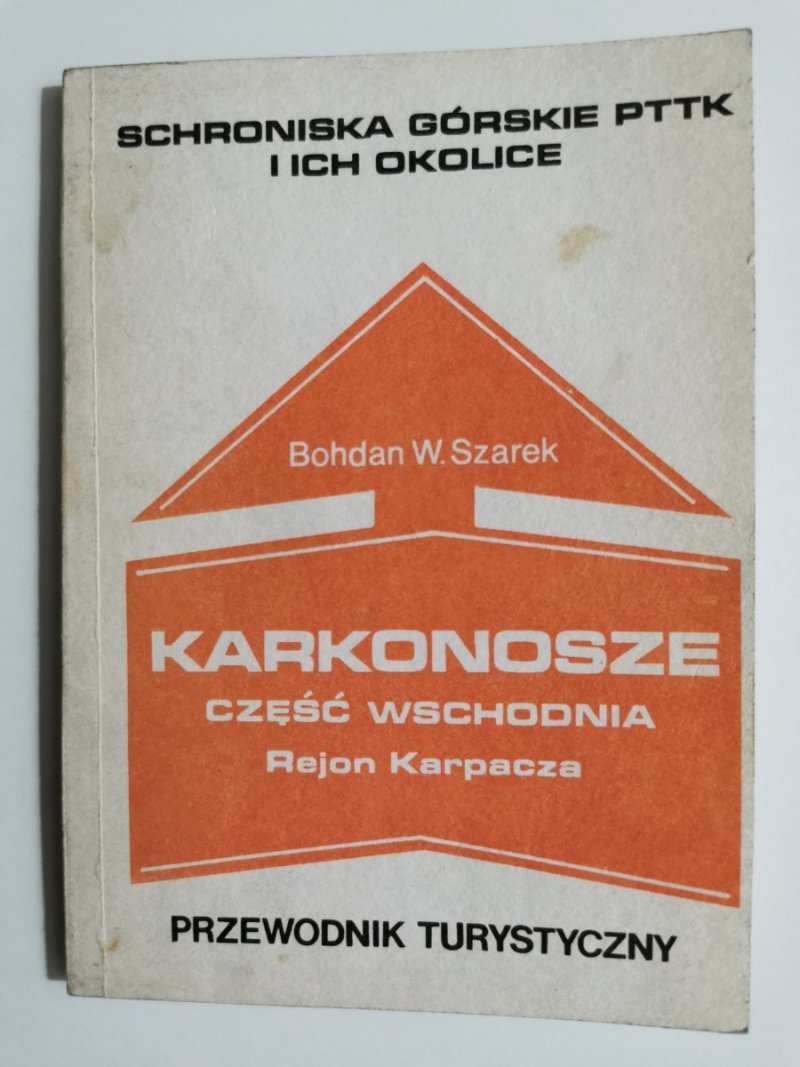 SCHRONISKA GÓRSKIE PTTK
I ICH OKOLICE
Bohdan W. Szarek
KARKONOSZE
CZĘŚĆ WSCHODNIA
Rejon Karpacza
PRZEWODNIK TURYSTYCZNY